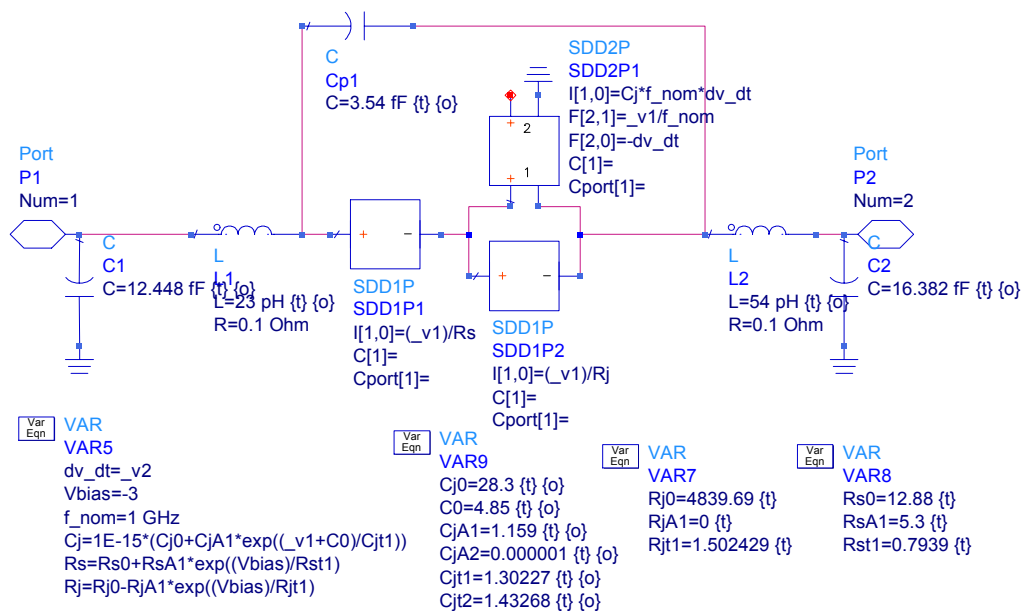 C
Cp1
C=3.54 fF {t} {o}
SDD2P
SDD2P1
I[1,0]=Cj*f_nom*dv_dt
F[2,1]=_v1/f_nom
F[2,0]=-dv_dt
C[1]=
Cport[1]=
+
2
+
1
Port
P1
Num=1
C
C1
C=12.448 fF {t} {o}
L
L1
L=23 pH {t} {o}
R=0.1 Ohm
+ -
SDD1P
SDD1P1
I[1,0]=(_v1)/Rs
C[1]=
Cport[1]=
+ -
SDD1P
SDD1P2
I[1,0]=(_v1)/Rj
C[1]=
Cport[1]=
L
L2
L=54 pH {t} {o}
R=0.1 Ohm
Port
P2
Num=2
C
C2
C=16.382 fF {t} {o}
Var
Eqn
VAR
VAR5
dv_dt=_v2
Vbias=-3
f_nom=1 GHz
Cj=1E-15*(Cj0+CjA1*exp((_v1+C0)/Cjt1))
Rs=Rs0+RsA1*exp((Vbias)/Rst1)
Rj=Rj0-RjA1*exp((Vbias)/Rjt1)
Var
Eqn
VAR
VAR9
Cj0=28.3 {t} {o}
C0=4.85 {t} {o}
CjA1=1.159 {t} {o}
CjA2=0.000001 {t} {o}
Cjt1=1.30227 {t} {o}
Cjt2=1.43268 {t} {o}
Var
Eqn
VAR
VAR7
Rj0=4839.69 {t}
RjA1=0 {t}
Rjt1=1.502429 {t}
Var
Eqn
VAR
VAR8
Rs0=12.88 {t}
RsA1=5.3 {t}
Rst1=0.7939 {t}